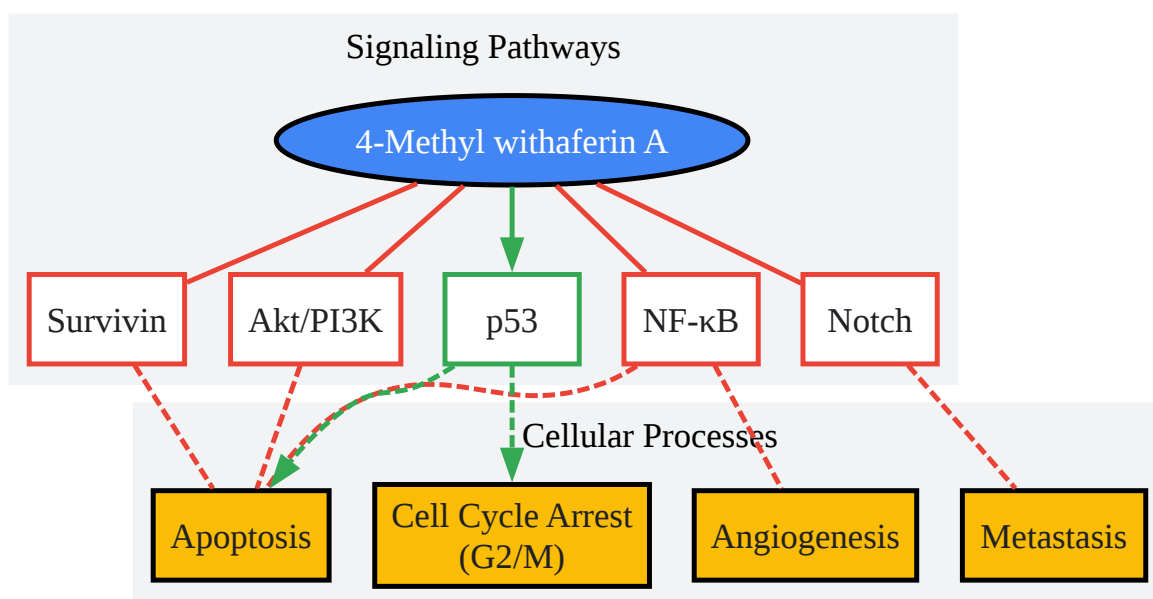 Signaling Pathways
4-Methyl withaferin A
Survivin
Akt/PI3K
p53
NF-κB
Notch
Cellular Processes
Apoptosis
Cell Cycle Arrest
(G2/M)
Angiogenesis
Metastasis